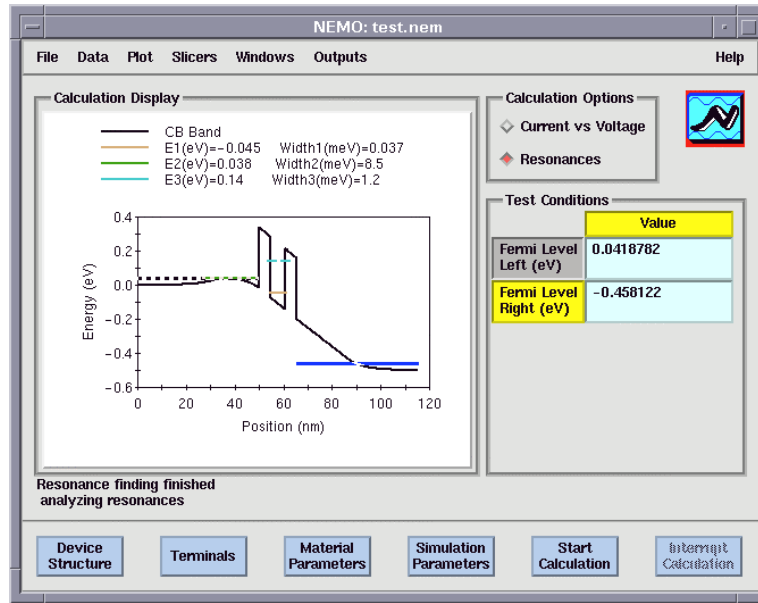 NEMO: test.nem
File Data Plot Slicers Windows Outputs Help
Calculation Display
CB Band
E1(eV)=-0.045 Width1(meV)=0.037
E2(eV)=0.038 Width2(meV)=8.5
E3(eV)=0.14 Width3(meV)=1.2
Energy (eV)
0.4
0.2
0.0
-0.2
-0.4
-0.6
0 20 40 60 80 100 120
Position (nm)
Calculation Options
Current vs Voltage
Resonances
Test Conditions
Value
Fermi Level
Left (eV)
0.0418782
Fermi Level
Right (eV)
-0.458122
Resonance finding finished
analyzing resonances
Device
Structure
Terminals
Material
Parameters
Simulation
Parameters
Start
Calculation
Interrupt
Calculation